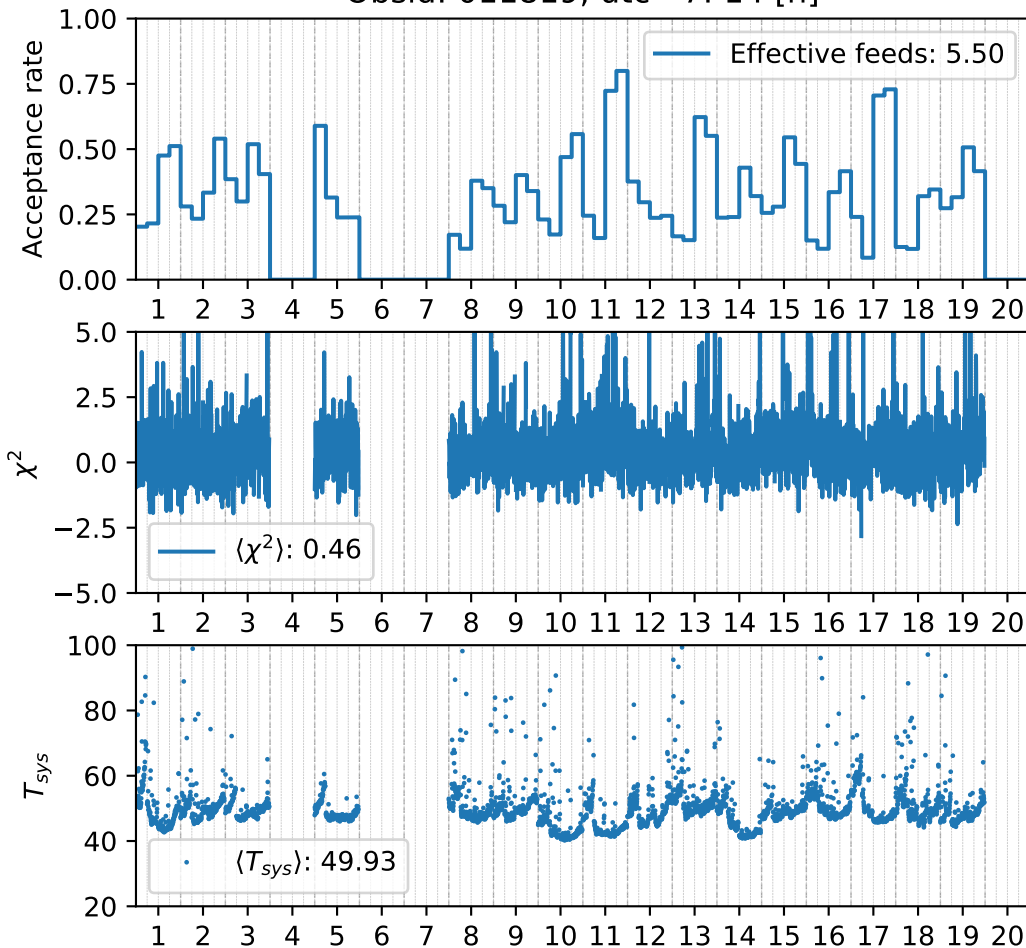 Acceptance rate
1.00
0.75
0.50
0.25
0.00
Effective feeds: 5.50
1 2 3 4 5 6 7 8 9 10 11 12 13 14 15 16 17 18 19 20
χ²
5.0
2.5
0.0
−2.5
−5.0
⟨χ²⟩: 0.46
1 2 3 4 5 6 7 8 9 10 11 12 13 14 15 16 17 18 19 20
T_sys
100
80
60
40
20
⟨T_sys⟩: 49.93
1 2 3 4 5 6 7 8 9 10 11 12 13 14 15 16 17 18 19 20